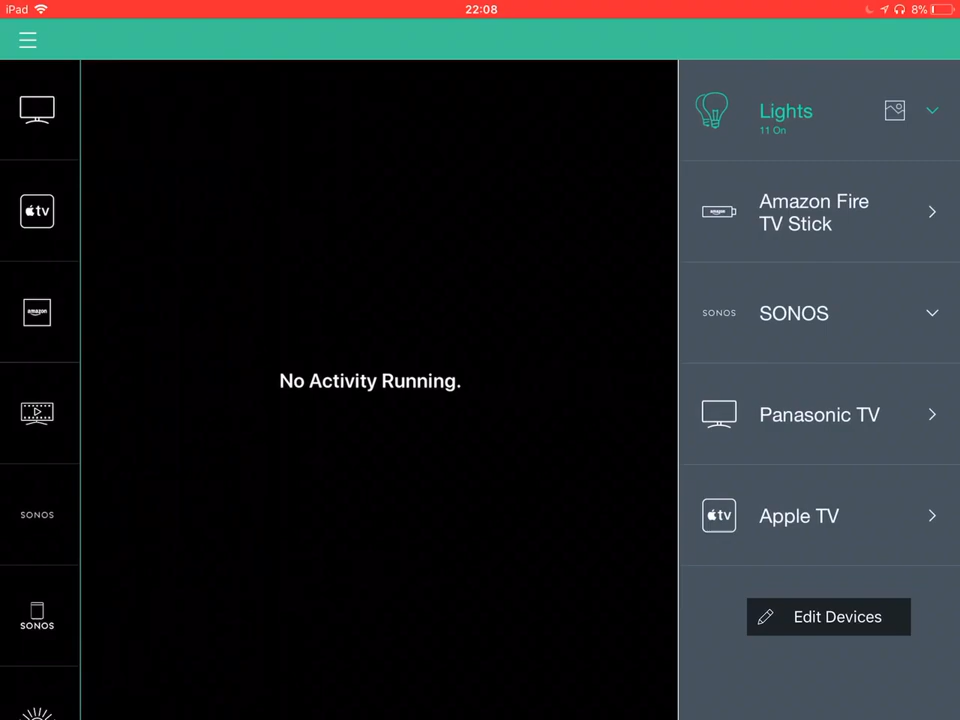 iPad 22:08 8%
Lights
11 On
tv
amazon
Amazon Fire
TV Stick
amazon
SONOS
SONOS
No Activity Running.
Panasonic TV
SONOS
tv
Apple TV
SONOS
Edit Devices